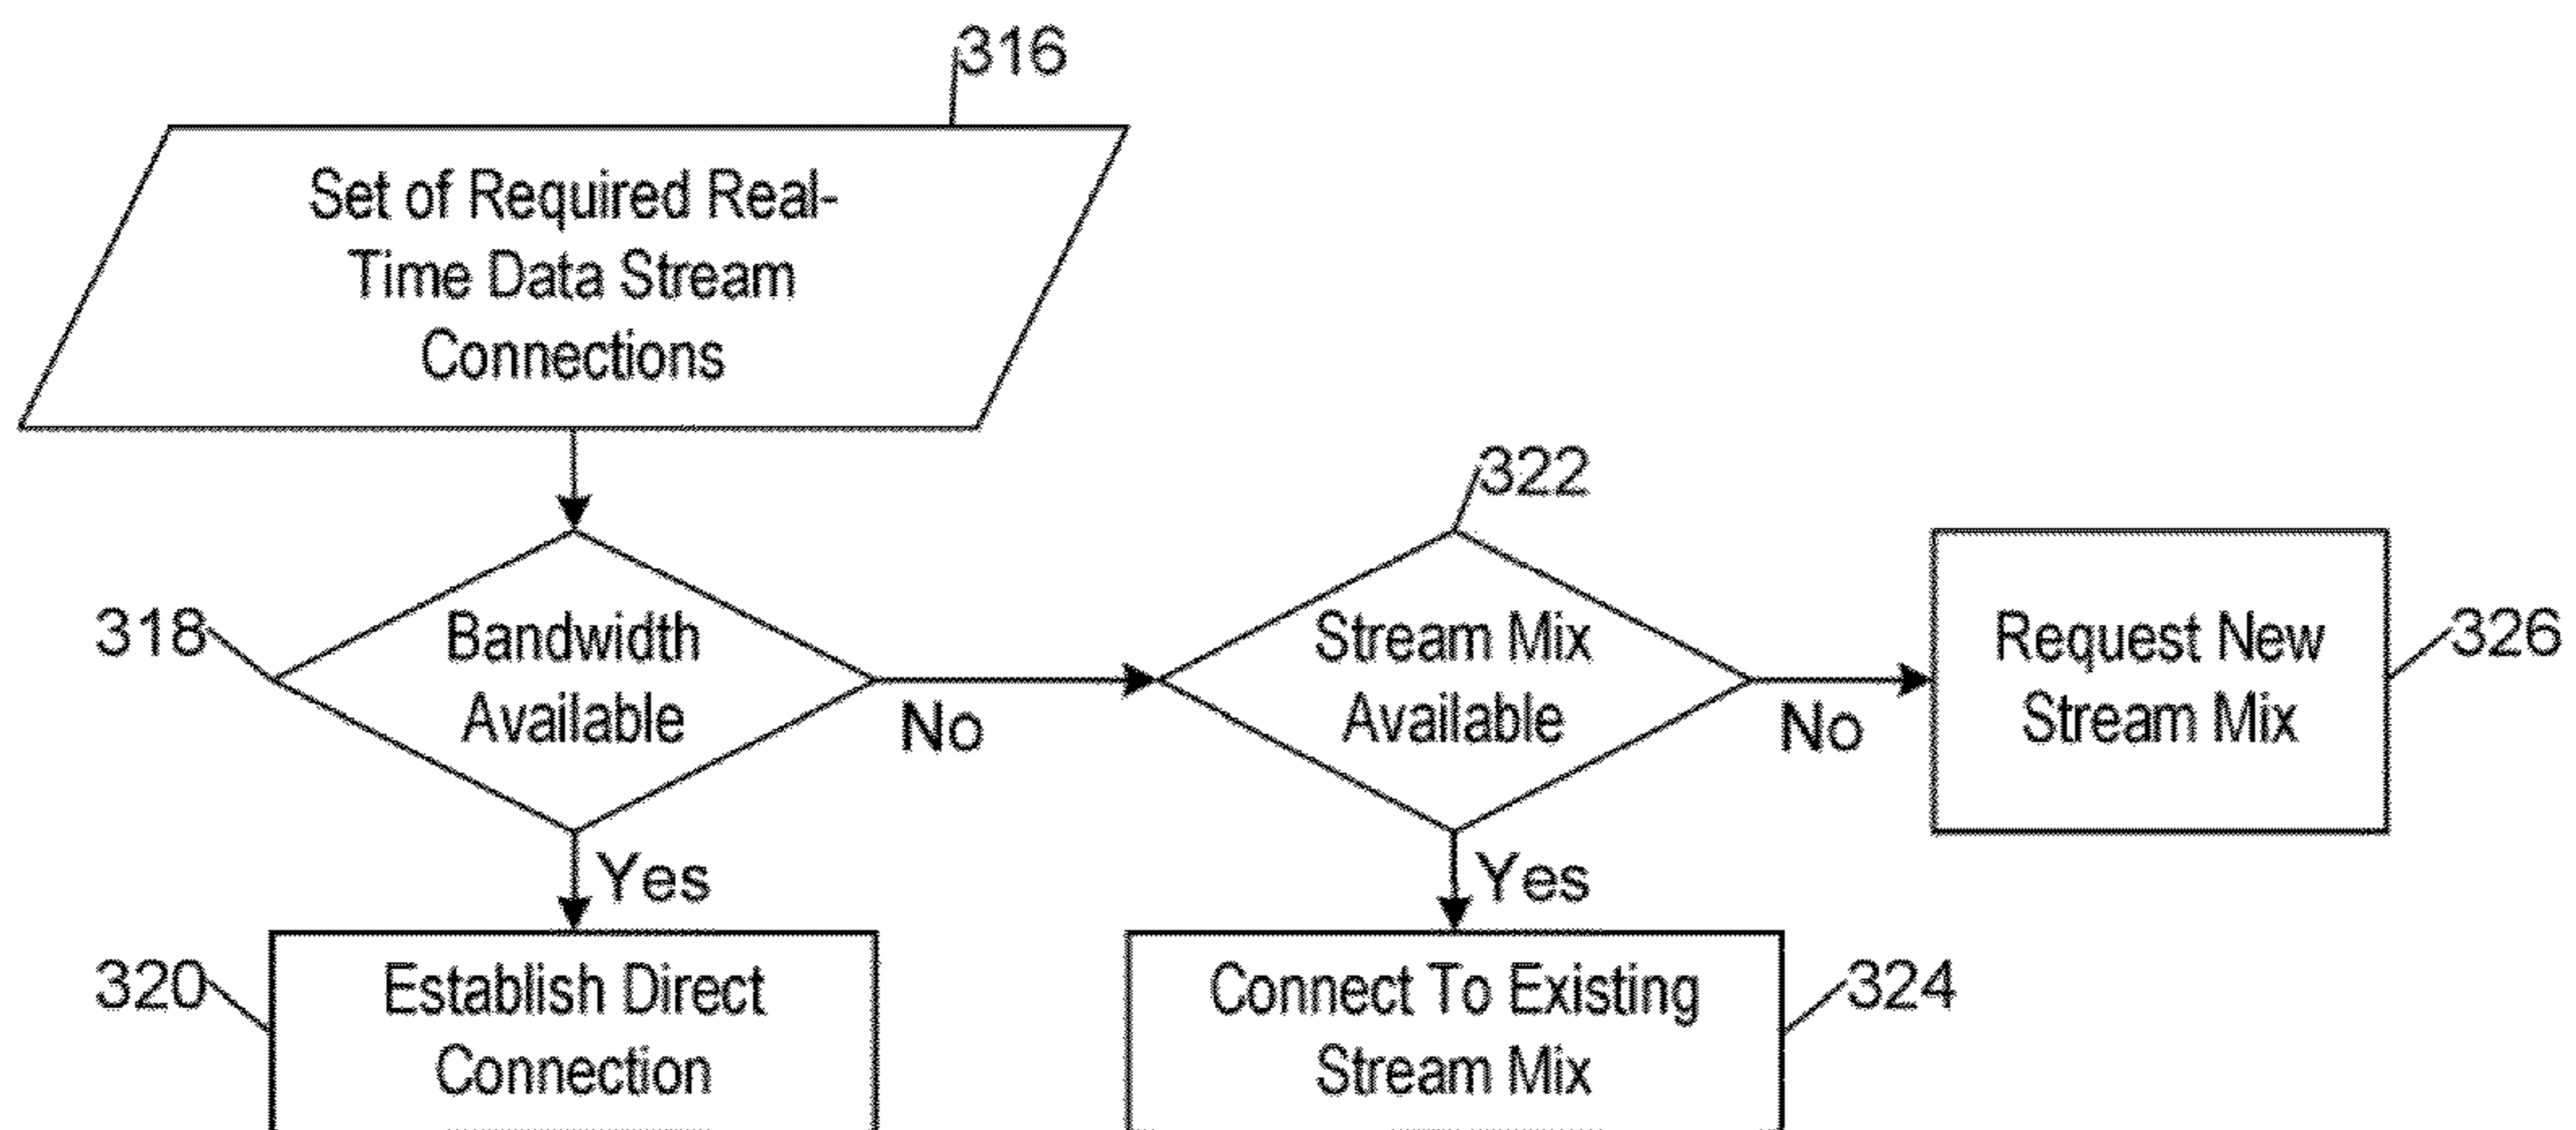 316
Set of Required Real-
Time Data Stream
Connections
322
318
Bandwidth
Available
No
Stream Mix
Available
No
Request New
Stream Mix
326
Yes
Yes
320
Establish Direct
Connection
Connect To Existing
Stream Mix
324